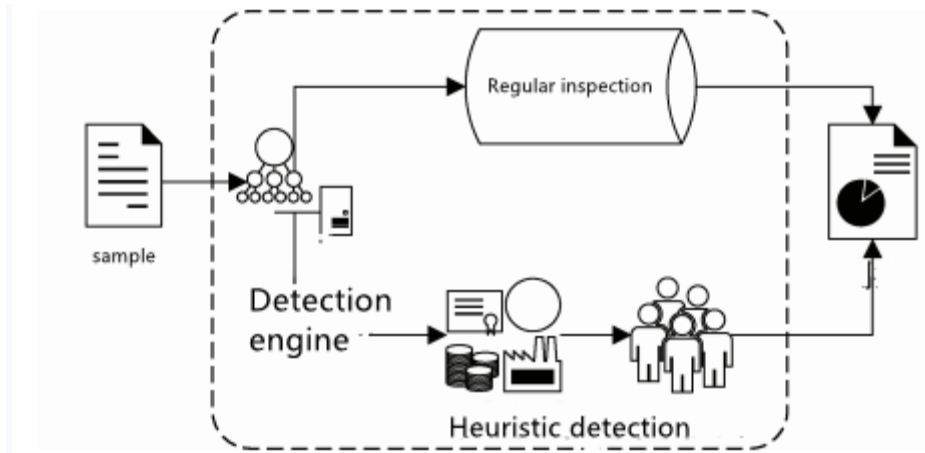 Regular inspection
sample
Detection
engine
Heuristic detection